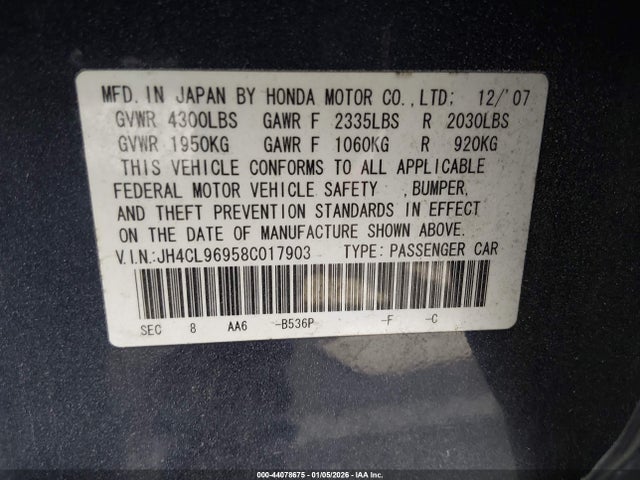 MFD. IN JAPAN BY HONDA MOTOR CO.,LTD; 12/'07
GVWR 4300LBS GAWR F 2335LBS R 2030LBS
GVWR 1950KG GAWR F 1060KG R 920KG
THIS VEHICLE CONFORMS TO ALL APPLICABLE
FEDERAL MOTOR VEHICLE SAFETY ,BUMPER,
AND THEFT PREVENTION STANDARDS IN EFFECT
ON THE DATE OF MANUFACTURE SHOWN ABOVE.
V.I.N.:JH4CL96958C017903 TYPE: PASSENGER CAR
SEC 8 AA6 -B536P -F -C
000-44078675 - 01/05/2026 - IAA Inc.